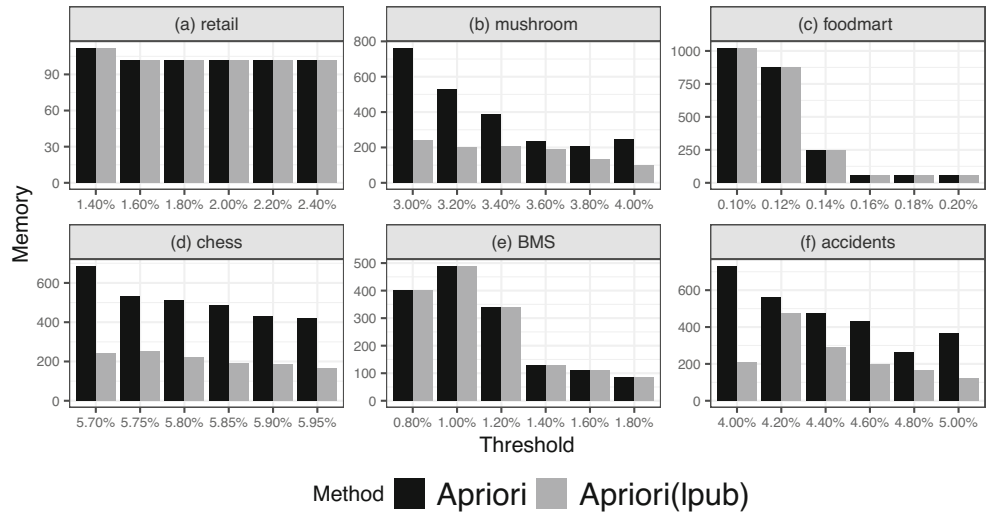 (a) retail
(b) mushroom
(c) foodmart
90
60
30
0
1.40% 1.60% 1.80% 2.00% 2.20% 2.40%
800
600
400
200
0
3.00% 3.20% 3.40% 3.60% 3.80% 4.00%
1000
750
500
250
0
0.10% 0.12% 0.14% 0.16% 0.18% 0.20%
Memory
(d) chess
(e) BMS
(f) accidents
600
400
200
0
5.70% 5.75% 5.80% 5.85% 5.90% 5.95%
500
400
300
200
100
0
0.80% 1.00% 1.20% 1.40% 1.60% 1.80%
600
400
200
0
4.00% 4.20% 4.40% 4.60% 4.80% 5.00%
Threshold
Method Apriori Apriori(lpub)